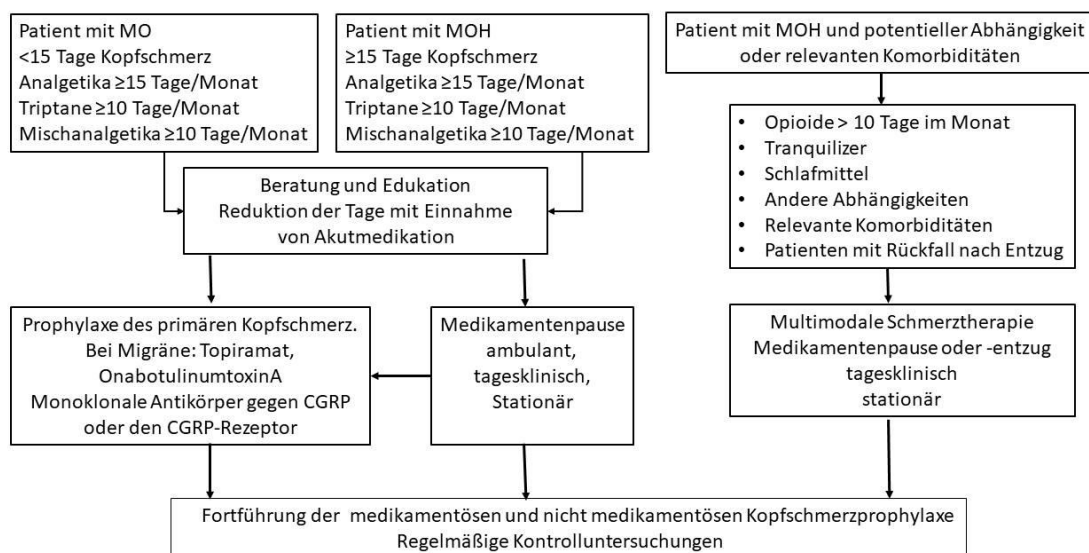 Patient mit MO
<15 Tage Kopfschmerz
Analgetika ≥15 Tage/Monat
Triptane ≥10 Tage/Monat
Mischanalgetika ≥10 Tage/Monat
Patient mit MOH
≥15 Tage Kopfschmerz
Analgetika ≥15 Tage/Monat
Triptane ≥10 Tage/Monat
Mischanalgetika ≥10 Tage/Monat
Patient mit MOH und potentieller Abhängigkeit
oder relevanten Komorbiditäten
• Opioide > 10 Tage im Monat
• Tranquilizer
• Schlafmittel
• Andere Abhängigkeiten
• Relevante Komorbiditäten
• Patienten mit Rückfall nach Entzug
Beratung und Edukation
Reduktion der Tage mit Einnahme
von Akutmedikation
Prophylaxe des primären Kopfschmerz.
Bei Migräne: Topiramat,
OnabotulinumtoxinA
Monoklonale Antikörper gegen CGRP
oder den CGRP-Rezeptor
Medikamentenpause
ambulant,
tagesklinisch,
Stationär
Multimodale Schmerztherapie
Medikamentenpause oder -entzug
tagesklinisch
stationär
Fortführung der medikamentösen und nicht medikamentösen Kopfschmerzprophylaxe
Regelmäßige Kontrolluntersuchungen